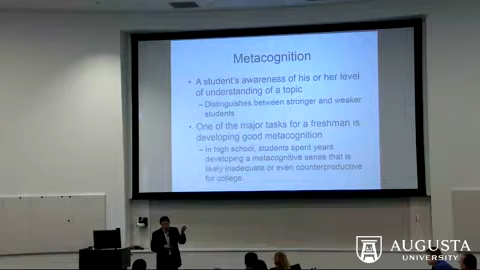 Metacognition
• A student's awareness of his or her level
of understanding of a topic
– Distinguishes between stronger and weaker
students
• One of the major tasks for a freshman is
developing good metacognition
– In high school, students spent years
developing a metacognitive sense that is
likely inadequate or even counterproductive
for college.
AUGUSTA
UNIVERSITY